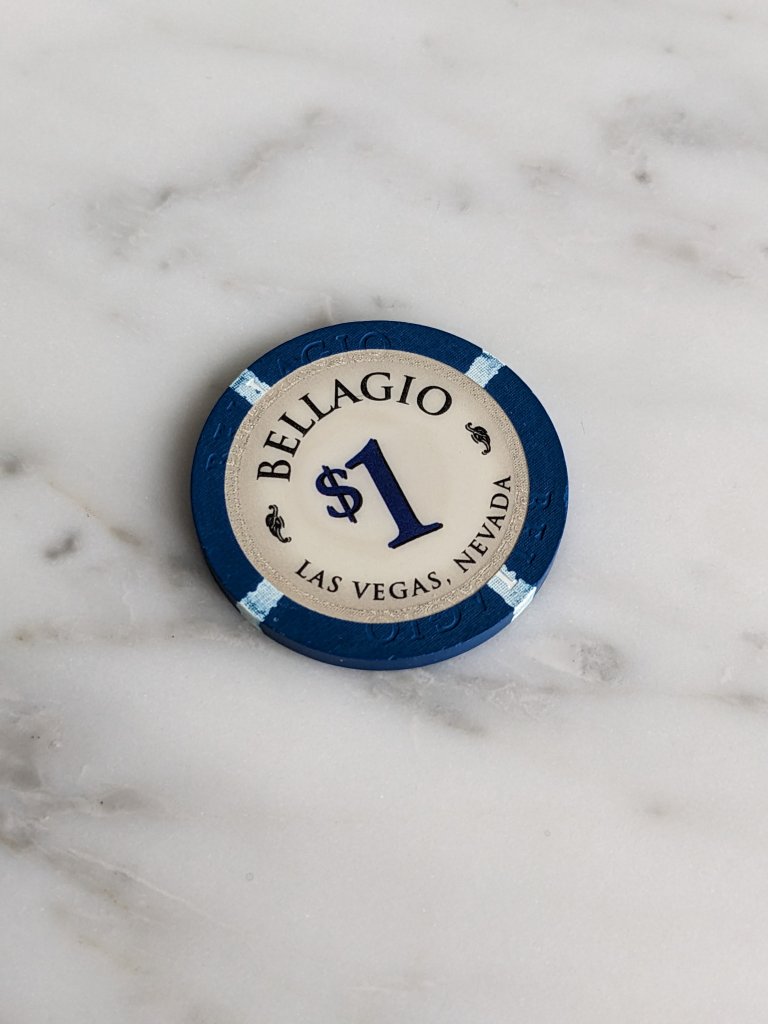 BELLAGIO
$1
LAS VEGAS, NEVADA